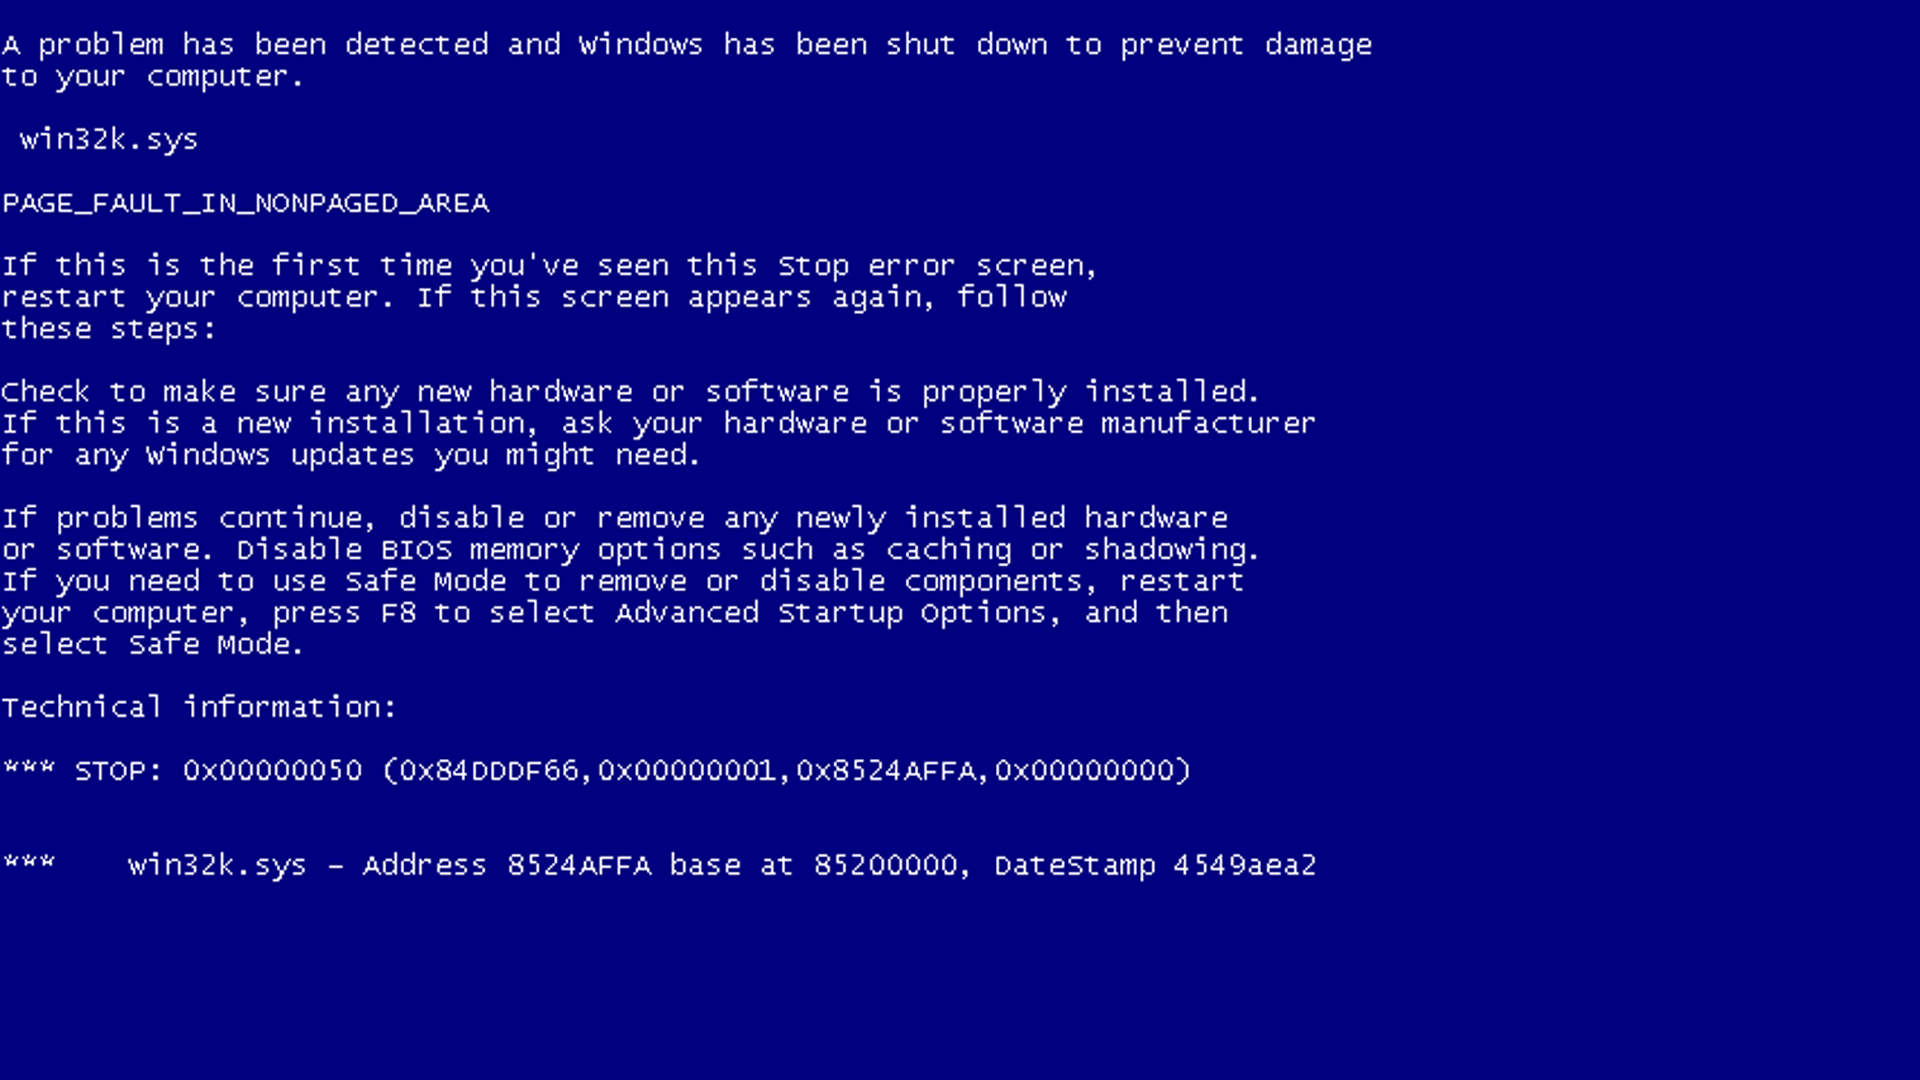 A problem has been detected and Windows has been shut down to prevent damage
to your computer.
win32k.sys
PAGE_FAULT_IN_NONPAGED_AREA
If this is the first time you've seen this Stop error screen,
restart your computer. If this screen appears again, follow
these steps:
Check to make sure any new hardware or software is properly installed.
If this is a new installation, ask your hardware or software manufacturer
for any Windows updates you might need.
If problems continue, disable or remove any newly installed hardware
or software. Disable BIOS memory options such as caching or shadowing.
If you need to use Safe Mode to remove or disable components, restart
your computer, press F8 to select Advanced Startup Options, and then
select Safe Mode.
Technical information:
*** STOP: 0x00000050 (0x84DDDF66,0x00000001,0x8524AFFA,0x00000000)
*** win32k.sys – Address 8524AFFA base at 85200000, DateStamp 4549aea2